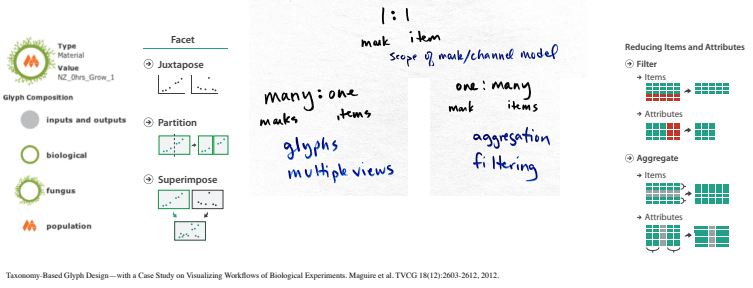 Type
Material
Value
NZ_0hrs_Grow_1
Glyph Composition
inputs and outputs
biological
fungus
population
Facet
Juxtapose
Partition
Superimpose
1:1
mark item
scope of mark/channel model
many: one
marks items
glyphs
multiple views
one: many
mark items
aggregation
filtering
Reducing Items and Attributes
Filter
Items
Attributes
Aggregate
Items
Attributes
Taxonomy-Based Glyph Design—with a Case Study on Visualizing Workflows of Biological Experiments. Maguire et al. TVCG 18(12):2603-2612, 2012.